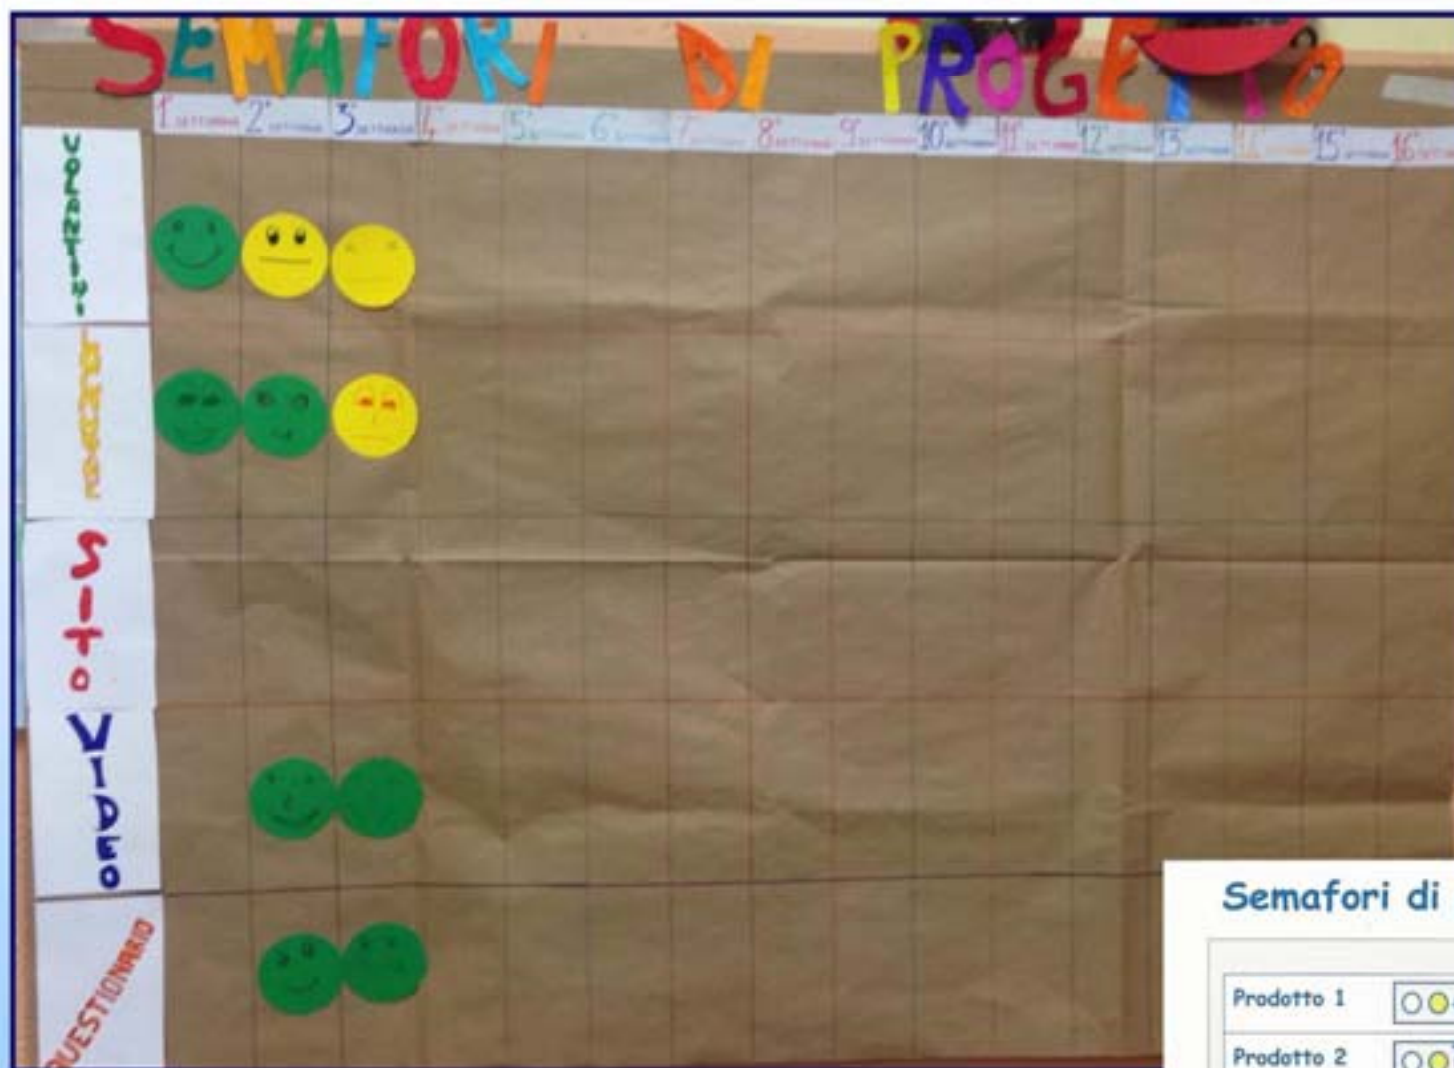 SEMAFORI DI PROGETTO
1° 2° 3° 4° 5° 6° 7° 8° 9° 10° 11° 12° 13° 14° 15° 16°
VOLANTINI
SITO
VIDEO
QUESTIONARIO
Semafori di
Prodotto 1
Prodotto 2